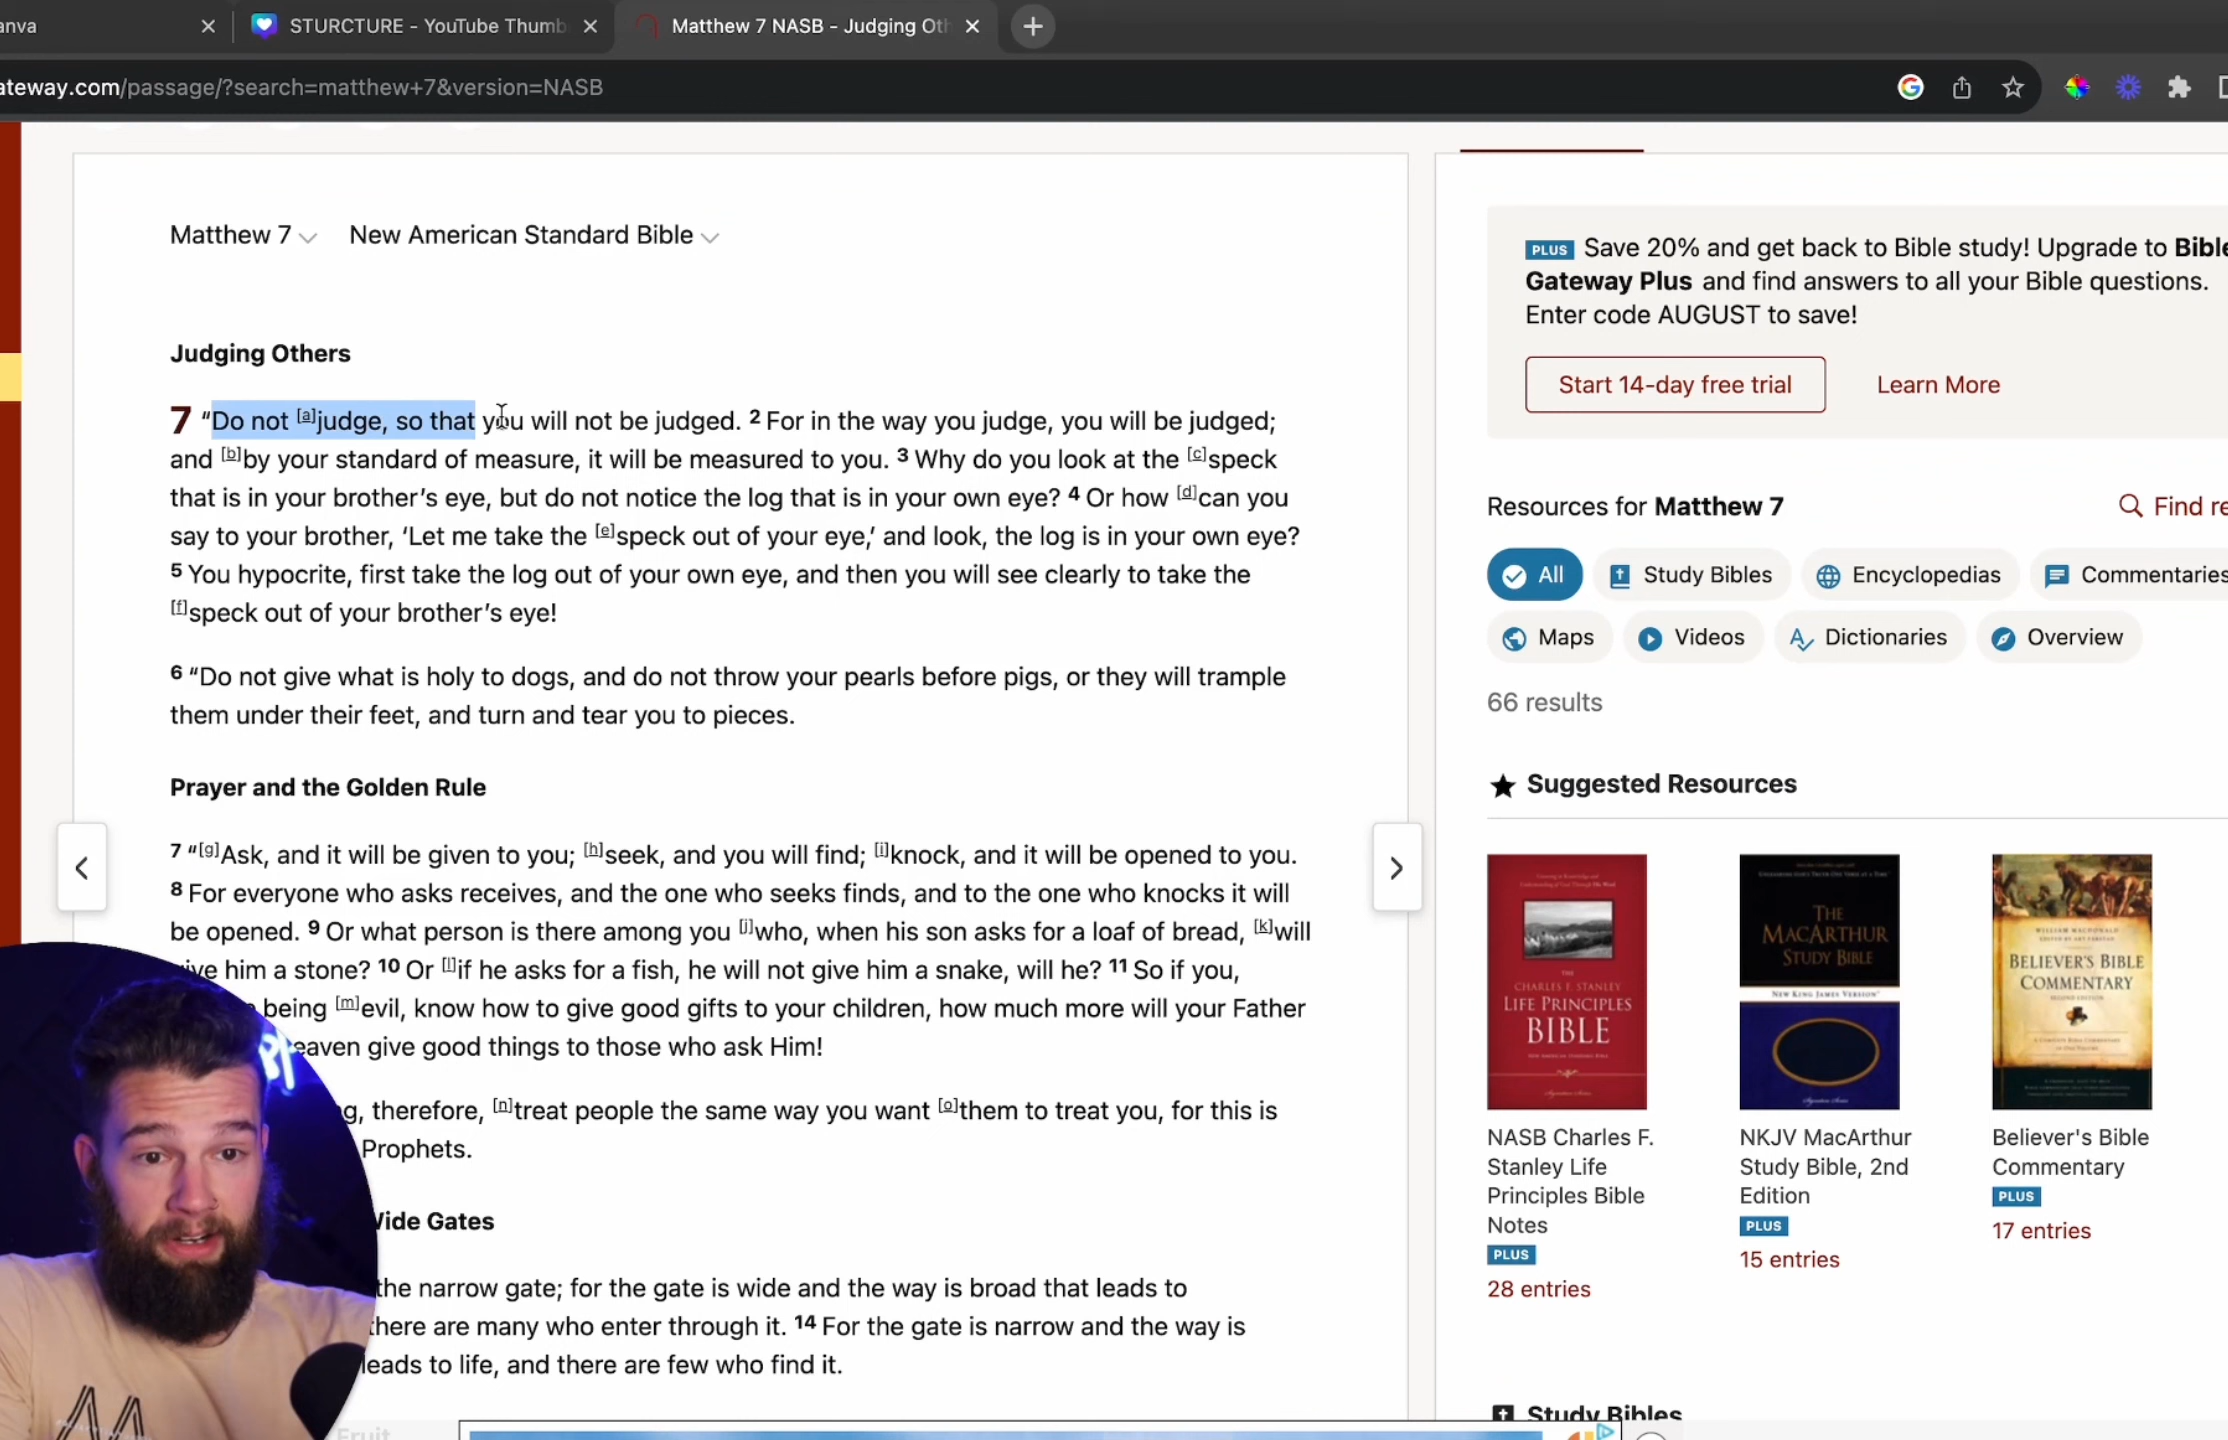 anva
STURCTURE - YouTube Thumb
Matthew 7 NASB - Judging Oth
ateway.com/passage/?search=matthew+7&version=NASB
Matthew 7 New American Standard Bible
Judging Others
7 “Do not [a]judge, so that you will not be judged. 2 For in the way you judge, you will be judged;
and [b]by your standard of measure, it will be measured to you. 3 Why do you look at the [c]speck
that is in your brother’s eye, but do not notice the log that is in your own eye? 4 Or how [d]can you
say to your brother, ‘Let me take the [e]speck out of your eye,’ and look, the log is in your own eye?
5 You hypocrite, first take the log out of your own eye, and then you will see clearly to take the
[f]speck out of your brother’s eye!
6 “Do not give what is holy to dogs, and do not throw your pearls before pigs, or they will trample
them under their feet, and turn and tear you to pieces.
Prayer and the Golden Rule
7 “[g]Ask, and it will be given to you; [h]seek, and you will find; [i]knock, and it will be opened to you.
8 For everyone who asks receives, and the one who seeks finds, and to the one who knocks it will
be opened. 9 Or what person is there among you [j]who, when his son asks for a loaf of bread, [k]will
ive him a stone? 10 Or [l]if he asks for a fish, he will not give him a snake, will he? 11 So if you,
being [m]evil, know how to give good gifts to your children, how much more will your Father
eaven give good things to those who ask Him!
g, therefore, [n]treat people the same way you want [o]them to treat you, for this is
Prophets.
Wide Gates
the narrow gate; for the gate is wide and the way is broad that leads to
there are many who enter through it. 14 For the gate is narrow and the way is
leads to life, and there are few who find it.
Fruit
PLUS Save 20% and get back to Bible study! Upgrade to Bible
Gateway Plus and find answers to all your Bible questions.
Enter code AUGUST to save!
Start 14-day free trial Learn More
Resources for Matthew 7 Find re
All Study Bibles Encyclopedias Commentaries
Maps Videos Dictionaries Overview
66 results
Suggested Resources
THE
CHARLES F. STANLEY
LIFE PRINCIPLES
BIBLE
THE
MACARTHUR
STUDY BIBLE
NEW KING JAMES VERSION
WILLIAM MACDONALD
BELIEVER'S BIBLE
COMMENTARY
SECOND EDITION
NASB Charles F.
Stanley Life
Principles Bible
Notes
PLUS
28 entries
NKJV MacArthur
Study Bible, 2nd
Edition
PLUS
15 entries
Believer's Bible
Commentary
PLUS
17 entries
Study Bibles